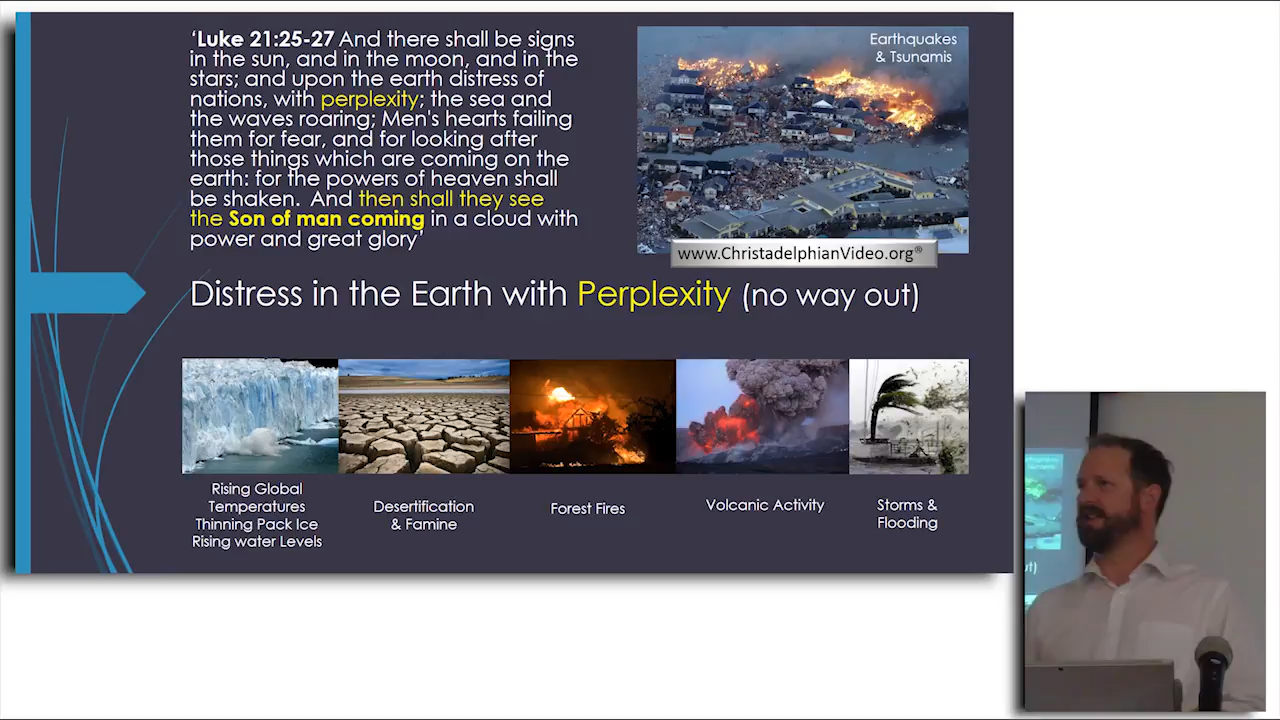 ‘Luke 21:25-27 And there shall be signs
in the sun, and in the moon, and in the
stars; and upon the earth distress of
nations, with perplexity; the sea and
the waves roaring; Men's hearts failing
them for fear, and for looking after
those things which are coming on the
earth: for the powers of heaven shall
be shaken. And then shall they see
the Son of man coming in a cloud with
power and great glory’
Earthquakes
& Tsunamis
www.ChristadelphianVideo.org®
Distress in the Earth with Perplexity (no way out)
Rising Global
Temperatures
Thinning Pack Ice
Rising water Levels
Desertification
& Famine
Forest Fires
Volcanic Activity
Storms &
Flooding